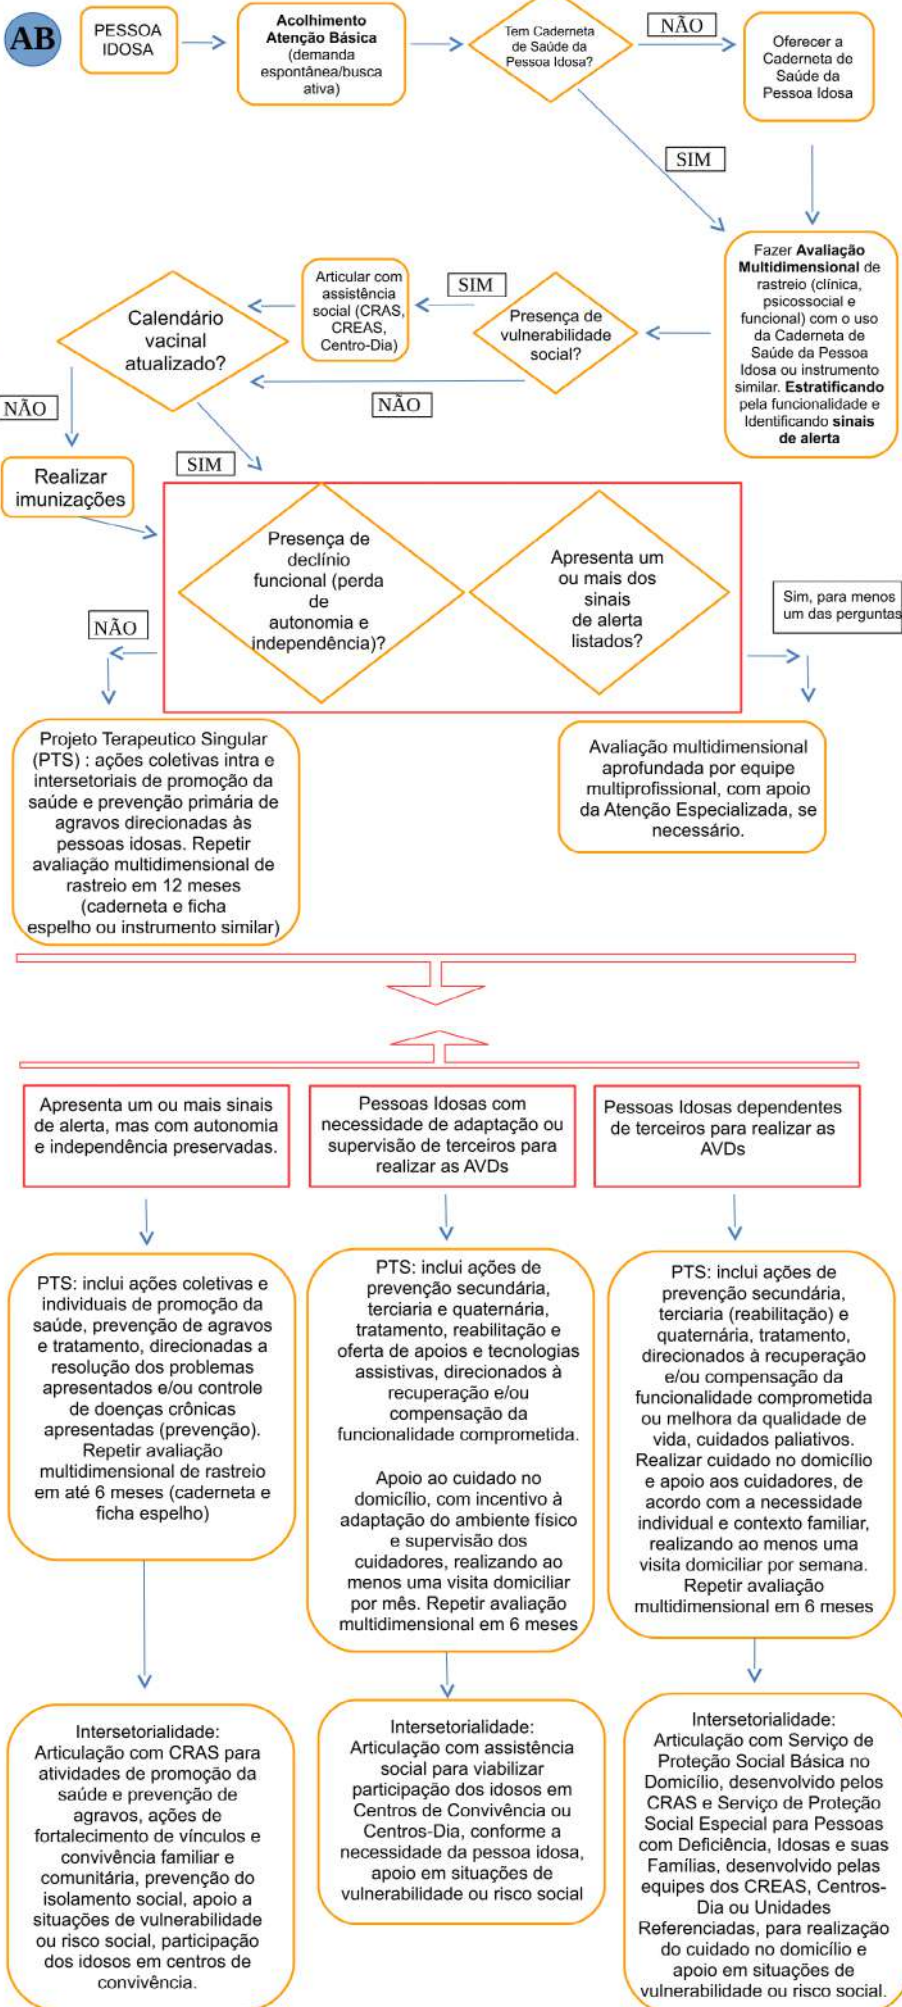 AB
PESSOA
IDOSA
Acolhimento
Atenção Básica
(demanda
espontânea/busca
ativa)
Tem Caderneta
de Saúde da
Pessoa Idosa?
NÃO
Oferecer a
Caderneta de
Saúde da
Pessoa Idosa
SIM
Fazer Avaliação
Multidimensional de
rastreio (clínica,
psicossocial e
funcional) com o uso
da Caderneta de
Saúde da Pessoa
Idosa ou instrumento
similar. Estratificando
pela funcionalidade e
Identificando sinais
de alerta
Presença de
vulnerabilidade
social?
SIM
Articular com
assistência
social (CRAS,
CREAS,
Centro-Dia)
NÃO
Calendário
vacinal
atualizado?
NÃO
SIM
Realizar
imunizações
Presença de
declínio
funcional (perda
de
autonomia e
independência)?
Apresenta um
ou mais dos
sinais
de alerta
listados?
NÃO
Sim, para menos
um das perguntas
Projeto Terapeutico Singular
(PTS) : ações coletivas intra e
intersetoriais de promoção da
saúde e prevenção primária de
agravos direcionadas às
pessoas idosas. Repetir
avaliação multidimensional de
rastreio em 12 meses
(caderneta e ficha
espelho ou instrumento similar)
Avaliação multidimensional
aprofundada por equipe
multiprofissional, com apoio
da Atenção Especializada, se
necessário.
Apresenta um ou mais sinais
de alerta, mas com autonomia
e independência preservadas.
Pessoas Idosas com
necessidade de adaptação ou
supervisão de terceiros para
realizar as AVDs
Pessoas Idosas dependentes
de terceiros para realizar as
AVDs
PTS: inclui ações coletivas e
individuais de promoção da
saúde, prevenção de agravos
e tratamento, direcionadas a
resolução dos problemas
apresentados e/ou controle
de doenças crônicas
apresentadas (prevenção).
Repetir avaliação
multidimensional de rastreio
em até 6 meses (caderneta e
ficha espelho)
PTS: inclui ações de
prevenção secundária,
terciaria e quaternária,
tratamento, reabilitação e
oferta de apoios e tecnologias
assistivas, direcionados à
recuperação e/ou
compensação da
funcionalidade comprometida.
Apoio ao cuidado no
domicílio, com incentivo à
adaptação do ambiente físico
e supervisão dos
cuidadores, realizando ao
menos uma visita domiciliar
por mês. Repetir avaliação
multidimensional em 6 meses
PTS: inclui ações de
prevenção secundária,
terciaria (reabilitação) e
quaternária, tratamento,
direcionados à recuperação
e/ou compensação da
funcionalidade comprometida
ou melhora da qualidade de
vida, cuidados paliativos.
Realizar cuidado no domicílio
e apoio aos cuidadores, de
acordo com a necessidade
individual e contexto familiar,
realizando ao menos uma
visita domiciliar por semana.
Repetir avaliação
multidimensional em 6 meses
Intersetorialidade:
Articulação com CRAS para
atividades de promoção da
saúde e prevenção de
agravos, ações de
fortalecimento de vínculos e
convivência familiar e
comunitária, prevenção do
isolamento social, apoio a
situações de vulnerabilidade
ou risco social, participação
dos idosos em centros de
convivência.
Intersetorialidade:
Articulação com assistência
social para viabilizar
participação dos idosos em
Centros de Convivência ou
Centros-Dia, conforme a
necessidade da pessoa idosa,
apoio em situações de
vulnerabilidade ou risco social
Intersetorialidade:
Articulação com Serviço de
Proteção Social Básica no
Domicílio, desenvolvido pelos
CRAS e Serviço de Proteção
Social Especial para Pessoas
com Deficiência, Idosas e suas
Famílias, desenvolvido pelas
equipes dos CREAS, Centros-
Dia ou Unidades
Referenciadas, para realização
do cuidado no domicílio e
apoio em situações de
vulnerabilidade ou risco social.